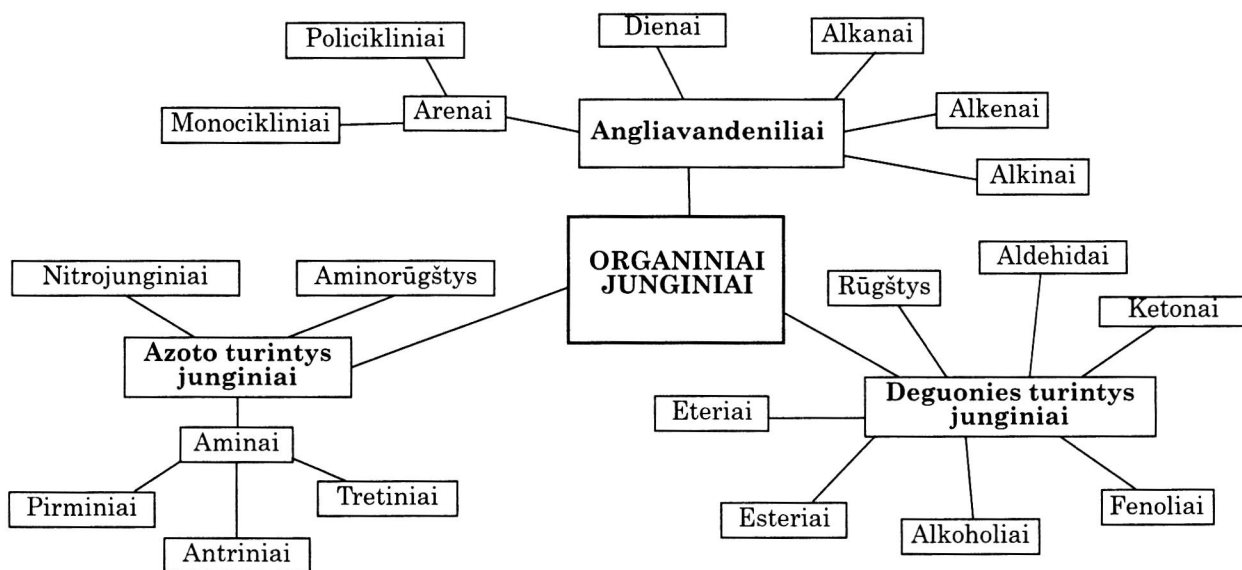 Policikliniai
Dienai
Alkanai
Monocikliniai
Arenai
Angliavandeniliai
Alkenai
Alkinai
ORGANINIAI
JUNGINIAI
Nitrojunginiai
Aminorūgštys
Rūgštys
Aldehidai
Ketonai
Azoto turintys
junginiai
Deguonies turintys
junginiai
Eteriai
Aminai
Pirminiai
Tretiniai
Antriniai
Esteriai
Alkoholiai
Fenoliai